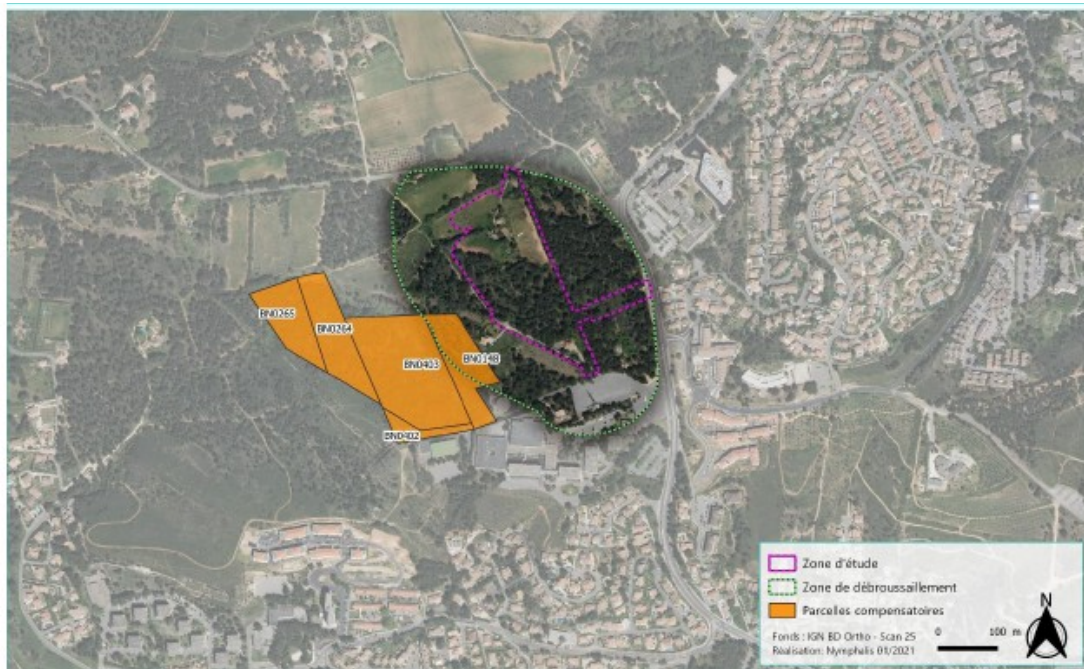 BN0265
BN0264
BN0403
BN0148
BN0402
Zone d'étude
Zone de débroussaillement
Parcelles compensatoires
N
Fonds : IGN BD Ortho - Scan 25
0 100 m
Réalisation: Nymphalis 01/2021